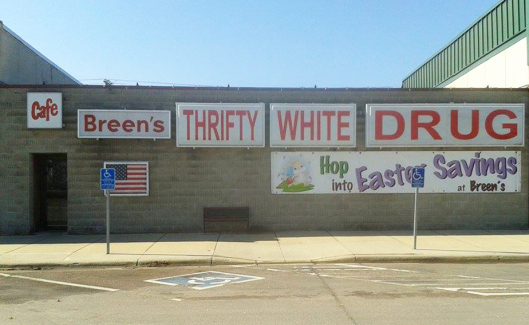 Cafe
Breen's THRIFTY WHITE DRUG
Hop into Easter Savings at Breen's